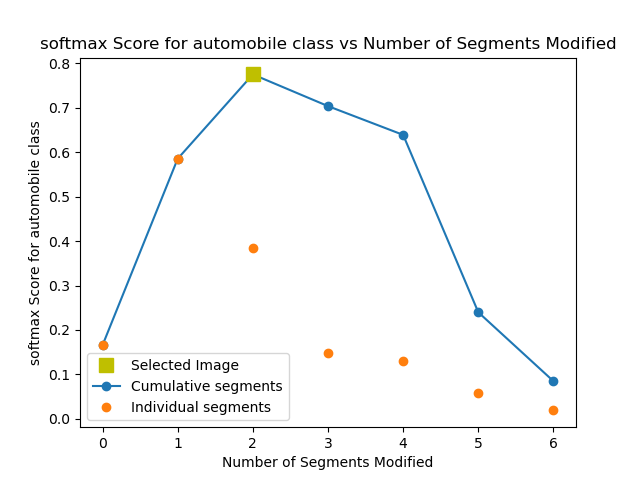 softmax Score for automobile class vs Number of Segments Modified
softmax Score for automobile class
0.8
0.7
0.6
0.5
0.4
0.3
0.2
0.1
0.0
Selected Image
Cumulative segments
Individual segments
0 1 2 3 4 5 6
Number of Segments Modified